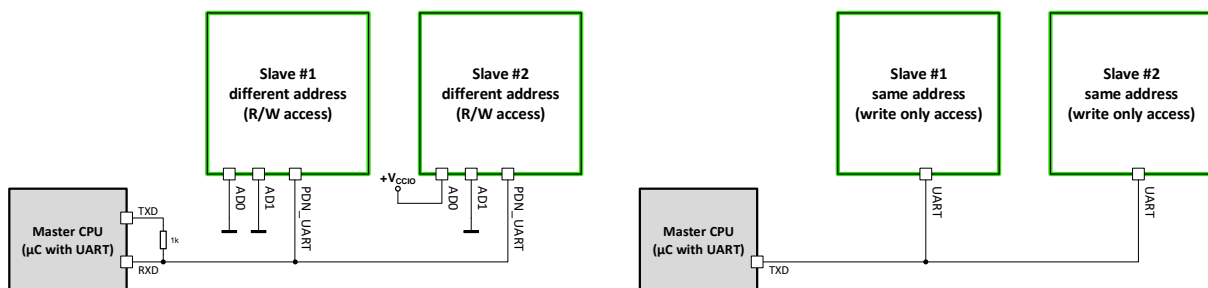 Slave #1
different address
(R/W access)
Slave #2
different address
(R/W access)
AD0
AD1
PDN_UART
+VCCIO
AD0
AD1
PDN_UART
Master CPU
(µC with UART)
TXD
1k
RXD
Slave #1
same address
(write only access)
Slave #2
same address
(write only access)
UART
UART
Master CPU
(µC with UART)
TXD